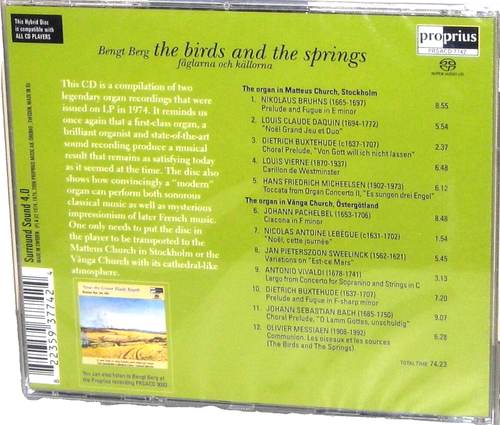 This Hybrid Disc
is compatible with
ALL CD PLAYERS
proprius
PRSACD 7742
SUPER AUDIO CD
Bengt Berg the birds and the springs
fåglarna och källorna
This CD is a compilation of two
legendary organ recordings that were
issued on LP in 1974. It reminds us
once again that a first-class organ, a
brilliant organist and state-of-the-art
sound recording produce a musical
result that remains as satisfying today
as it seemed at the time. The disc also
shows how convincingly a "modern"
organ can perform both sonorous
classical music as well as mysterious
impressionism of later French music.
One only needs to put the disc in
the player to be transported to the
Matteus Church in Stockholm or the
Vånga Church with its cathedral-like
atmosphere.
The organ in Matteus Church, Stockholm
1. NIKOLAUS BRUHNS (1665-1697)
Prelude and Fugue in E minor 8.55
2. LOUIS CLAUDE DAQUIN (1694-1772)
"Noël Grand Jeu et Duo" 5.54
3. DIETRICH BUXTEHUDE (c1637-1707)
Choral Prelude, "Von Gott will ich nicht lassen" 2.37
4. LOUIS VIERNE (1870-1937)
Carillon de Westminster 6.48
5. HANS FRIEDRICH MICHEELSEN (1902-1973)
Toccata from Organ Concerto II, "Es sungen drei Engel" 6.12
The organ in Vånga Church, Östergötland
6. JOHANN PACHELBEL (1653-1706)
Ciacona in F minor 8.48
7. NICOLAS ANTOINE LEBÈGUE (c1631-1702)
"Noël, cette journée" 1.54
8. JAN PIETERSZOON SWEELINCK (1562-1621)
Variations on "Est-ce Mars" 5.45
9. ANTONIO VIVALDI (1678-1741)
Largo from Concerto for Sopranino and Strings in C 3.13
10. DIETRICH BUXTEHUDE (1637-1707)
Prelude and Fugue in F-sharp minor 7.20
11. JOHANN SEBASTIAN BACH (1685-1750)
Choral Prelude, "O Lamm Gottes, unschuldig" 9.07
12. OLIVIER MESSIAEN (1908-1992)
Communion. Les oiseaux et les sources 6.28
(The Birds and The Springs)
TOTAL TIME 74.23
You can also listen to Bengt Berg at
the Proprius recording PRSACD 9093
Surround Sound 4.0
8 22359 37742 4